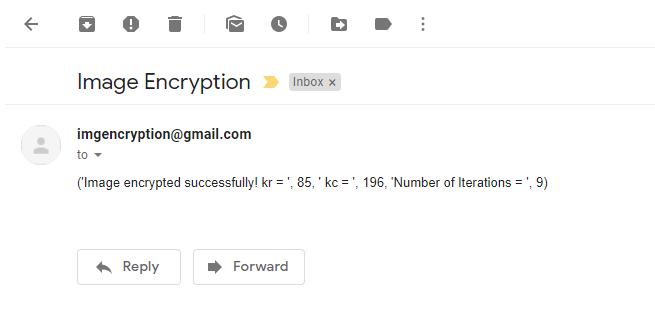 Image Encryption Inbox ×
imgencryption@gmail.com
to
('Image encrypted successfully! kr = ', 85, ' kc = ', 196, 'Number of Iterations = ', 9)
Reply Forward